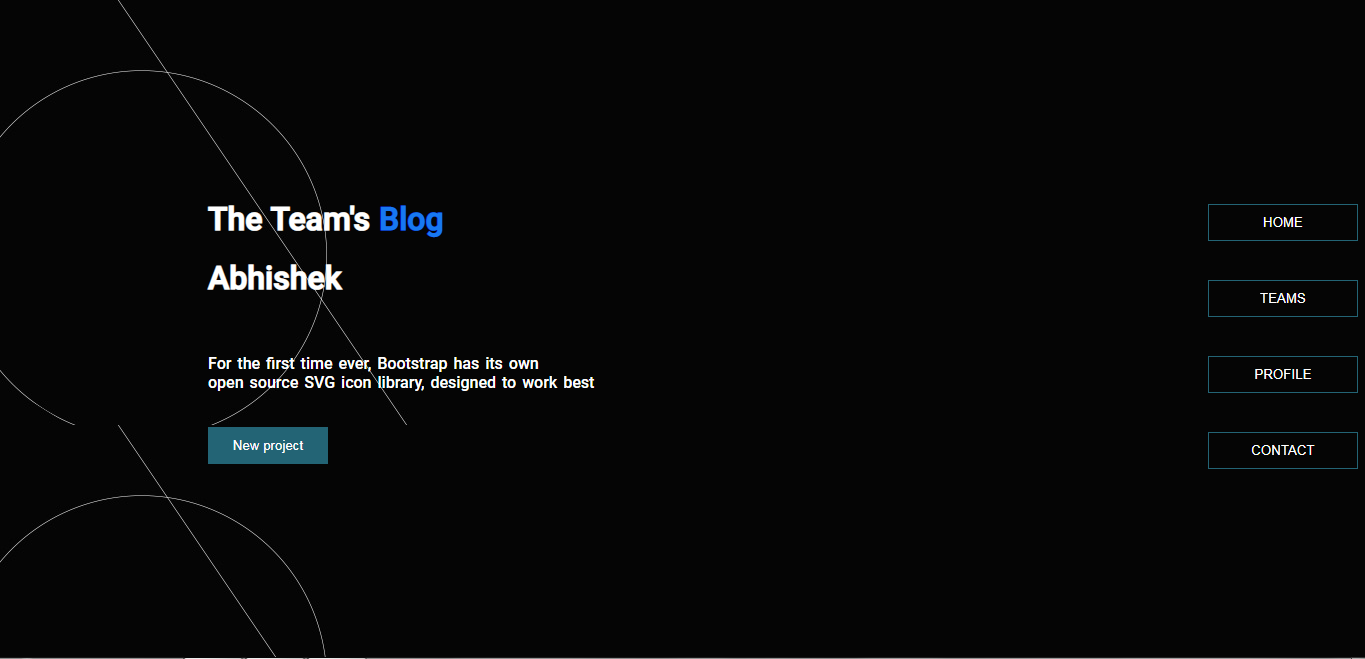 The Team's Blog
Abhishek
For the first time ever, Bootstrap has its own
open source SVG icon library, designed to work best
New project
HOME
TEAMS
PROFILE
CONTACT